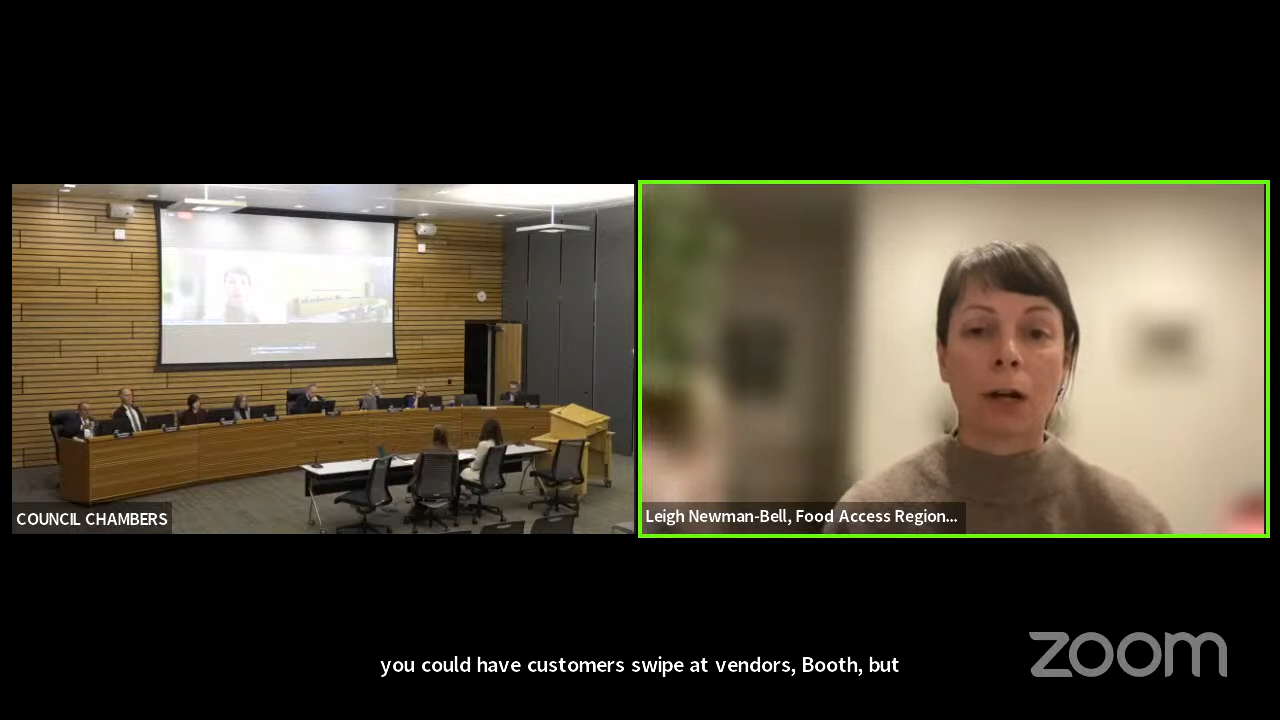 COUNCIL CHAMBERS
Leigh Newman-Bell, Food Access Region...
you could have customers swipe at vendors, Booth, but
zoom